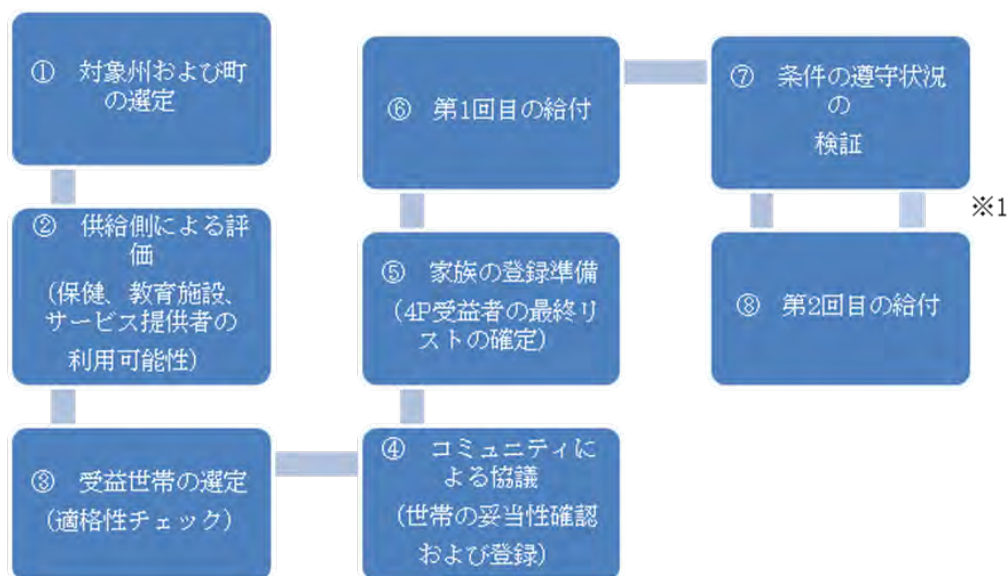 ① 対象州および町
の選定
② 供給側による評
価
(保健、教育施設、
サービス提供者の
利用可能性)
③ 受益世帯の選定
(適格性チェック)
④ コミュニティに
よる協議
(世帯の妥当性確認
および登録)
⑤ 家族の登録準備
(4P受益者の最終リ
ストの確定)
⑥ 第1回目の給付
⑦ 条件の遵守状況
の
検証
※1
⑧ 第2回目の給付